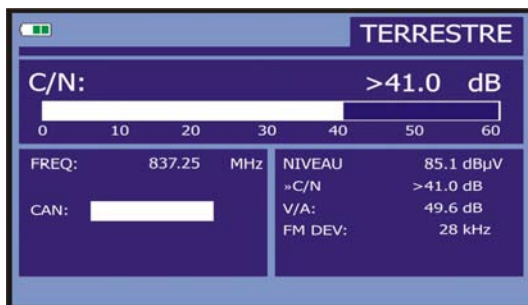 TERRESTRE
C/N: >41.0 dB
0 10 20 30 40 50 60
FREQ: 837.25 MHz
CAN:
NIVEAU 85.1 dBµV
»C/N >41.0 dB
V/A: 49.6 dB
FM DEV: 28 kHz